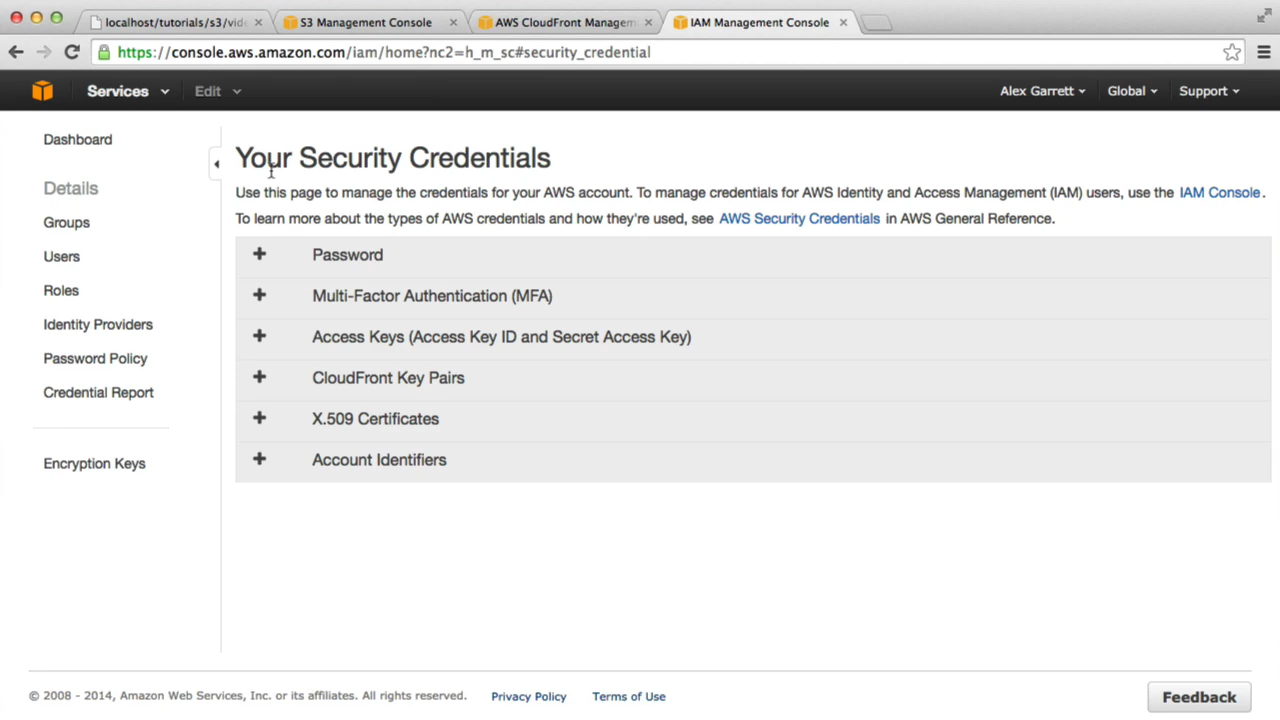 localhost/tutorials/s3/vide
S3 Management Console
AWS CloudFront Managem
IAM Management Console
https://console.aws.amazon.com/iam/home?nc2=h_m_sc#security_credential
Services Edit Alex Garrett Global Support
Dashboard
Details
Groups
Users
Roles
Identity Providers
Password Policy
Credential Report
Encryption Keys
Your Security Credentials
Use this page to manage the credentials for your AWS account. To manage credentials for AWS Identity and Access Management (IAM) users, use the IAM Console.
To learn more about the types of AWS credentials and how they're used, see AWS Security Credentials in AWS General Reference.
Password
Multi-Factor Authentication (MFA)
Access Keys (Access Key ID and Secret Access Key)
CloudFront Key Pairs
X.509 Certificates
Account Identifiers
© 2008 - 2014, Amazon Web Services, Inc. or its affiliates. All rights reserved. Privacy Policy Terms of Use Feedback